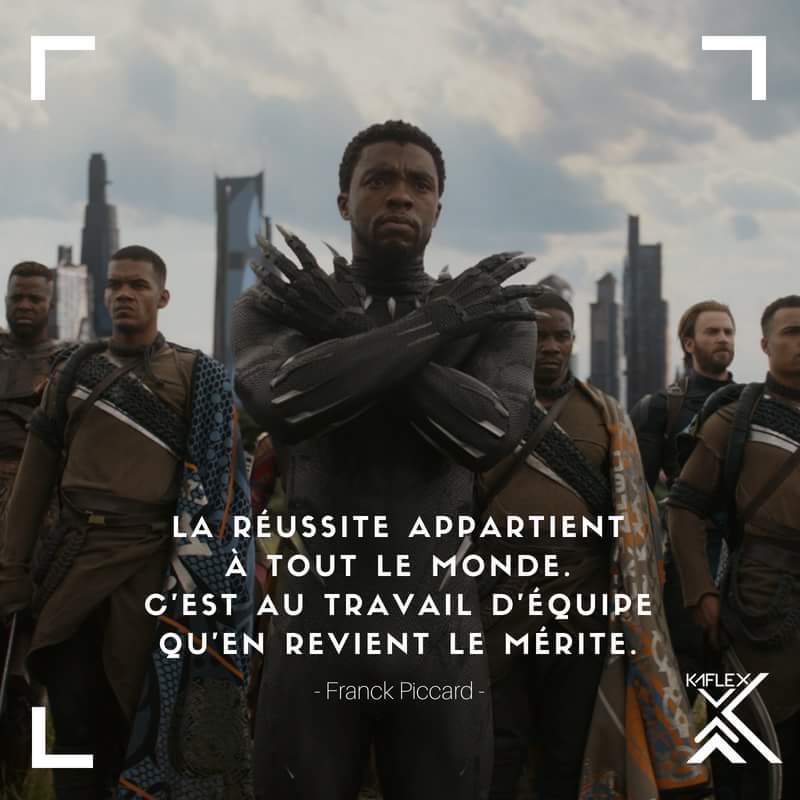 LA RÉUSSITE APPARTIENT
À TOUT LE MONDE.
C'EST AU TRAVAIL D'ÉQUIPE
QU'EN REVIENT LE MÉRITE.
- Franck Piccard -
KAFLEX